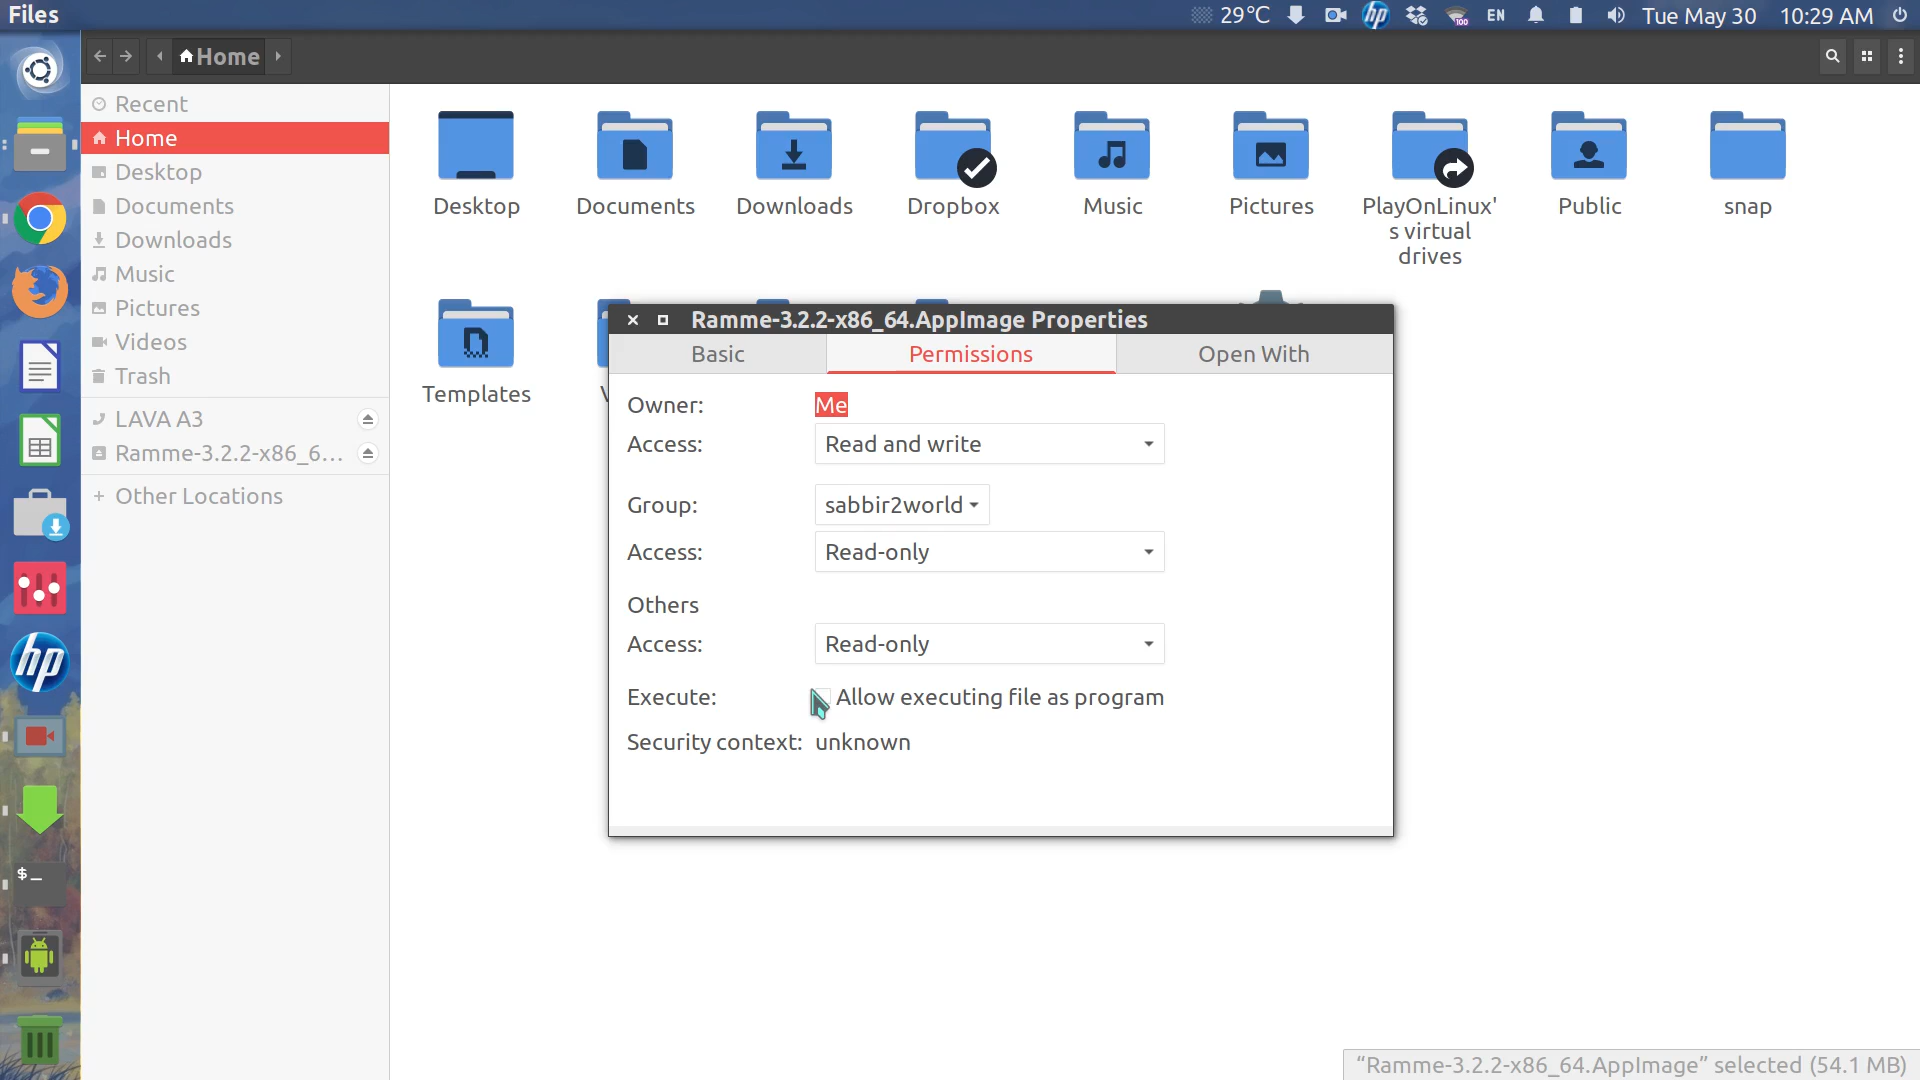 Files
29°C
100
EN
Tue May 30 10:29 AM
Home
Recent
Home
Desktop
Documents
Downloads
Music
Pictures
Videos
Trash
LAVA A3
Ramme-3.2.2-x86_6...
+ Other Locations
Desktop
Documents
Downloads
Dropbox
Music
Pictures
PlayOnLinux'
s virtual
drives
Public
snap
Templates
Ramme-3.2.2-x86_64.AppImage Properties
Basic
Permissions
Open With
Owner: Me
Access: Read and write
Group: sabbir2world
Access: Read-only
Others
Access: Read-only
Execute: Allow executing file as program
Security context: unknown
hp
hp
$_
“Ramme-3.2.2-x86_64.AppImage” selected (54.1 MB)